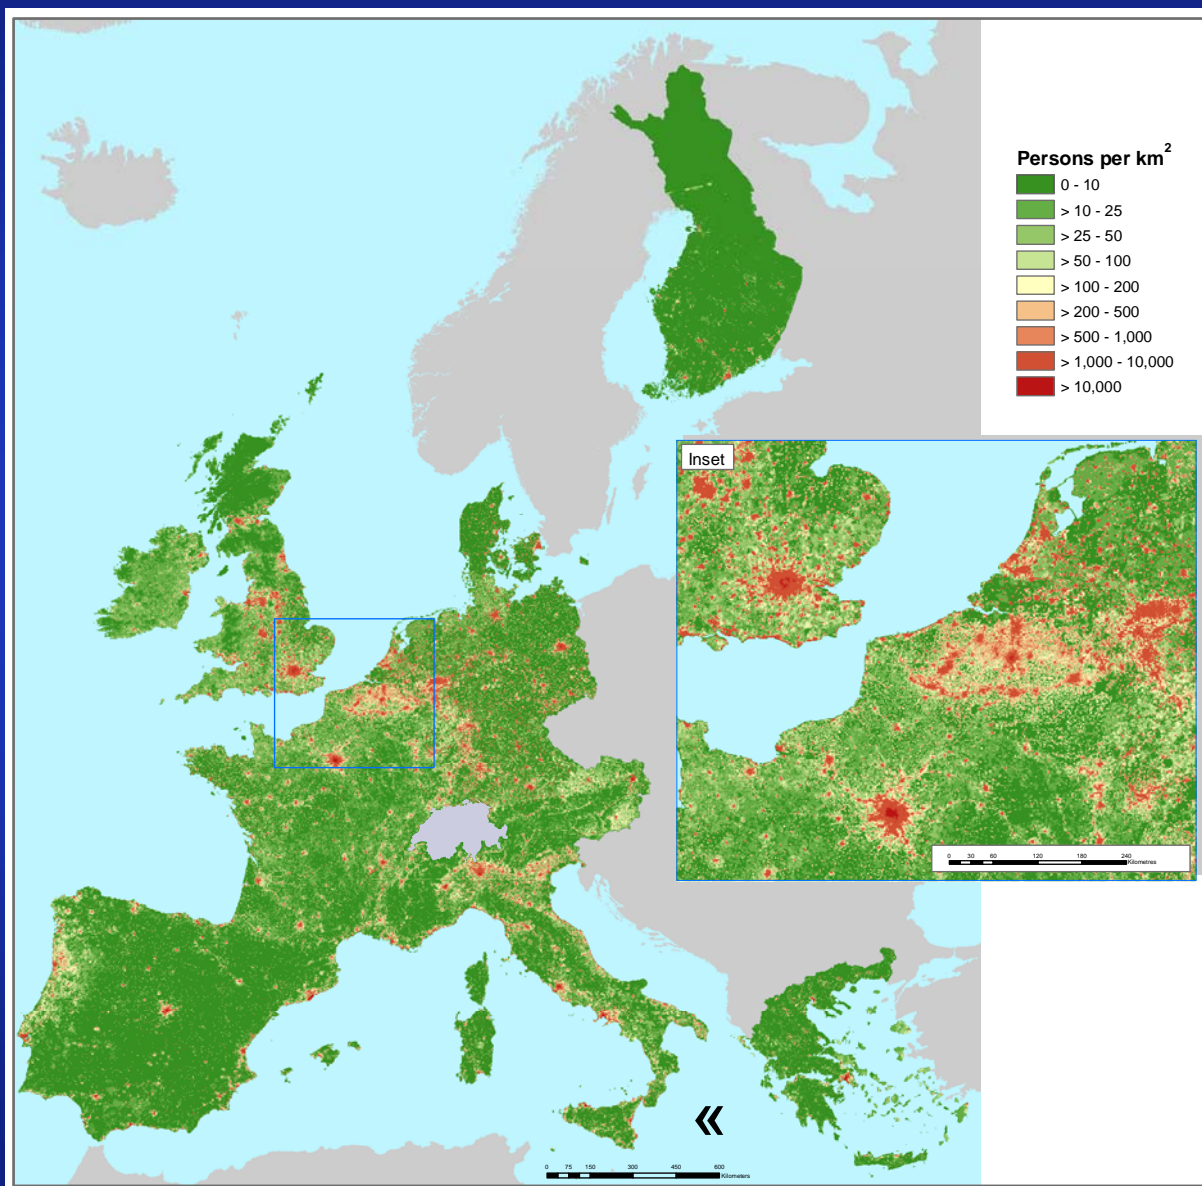 Persons per km2
0 - 10
> 10 - 25
> 25 - 50
> 50 - 100
> 100 - 200
> 200 - 500
> 500 - 1,000
> 1,000 - 10,000
> 10,000
Inset
0 30 60 120 180 240
Kilometres
«
0 75 150 300 450 600
Kilometers